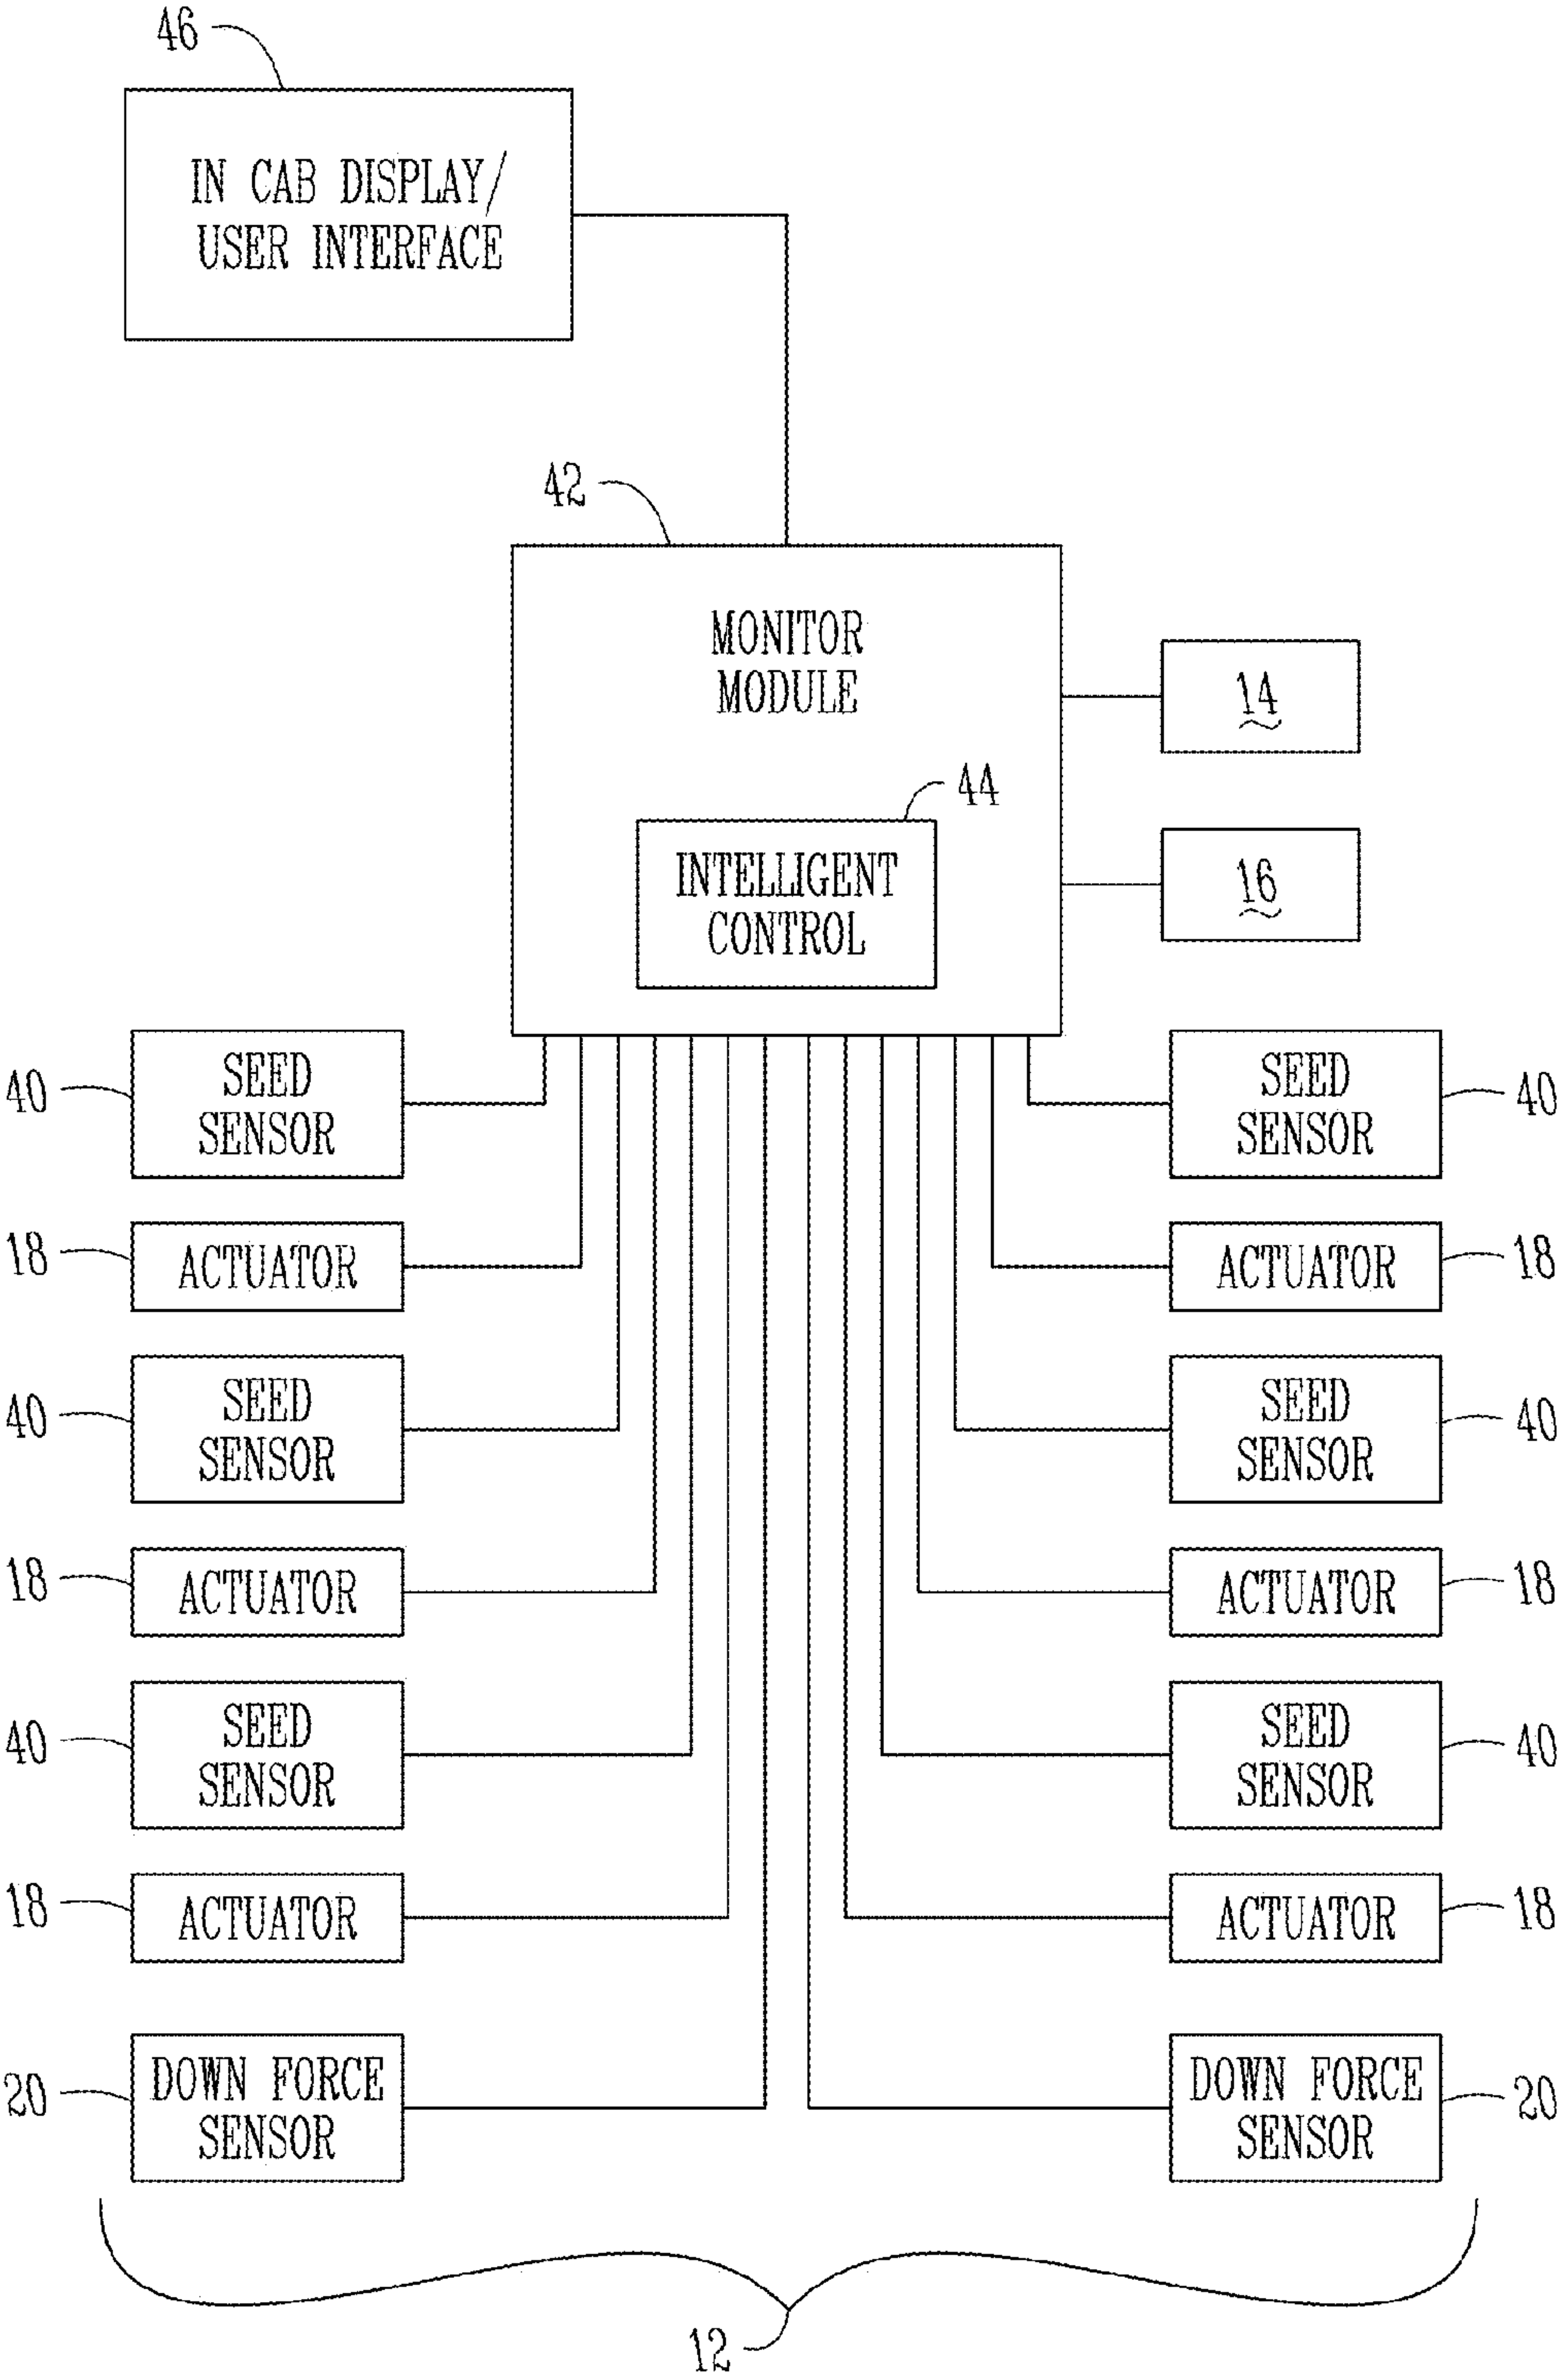 46
IN CAB DISPLAY/
USER INTERFACE
42
MONITOR
MODULE
14
44
INTELLIGENT
CONTROL
16
40
SEED
SENSOR
SEED
SENSOR
40
18
ACTUATOR
ACTUATOR
18
40
SEED
SENSOR
SEED
SENSOR
40
18
ACTUATOR
ACTUATOR
18
40
SEED
SENSOR
SEED
SENSOR
40
18
ACTUATOR
ACTUATOR
18
20
DOWN FORCE
SENSOR
DOWN FORCE
SENSOR
20
12